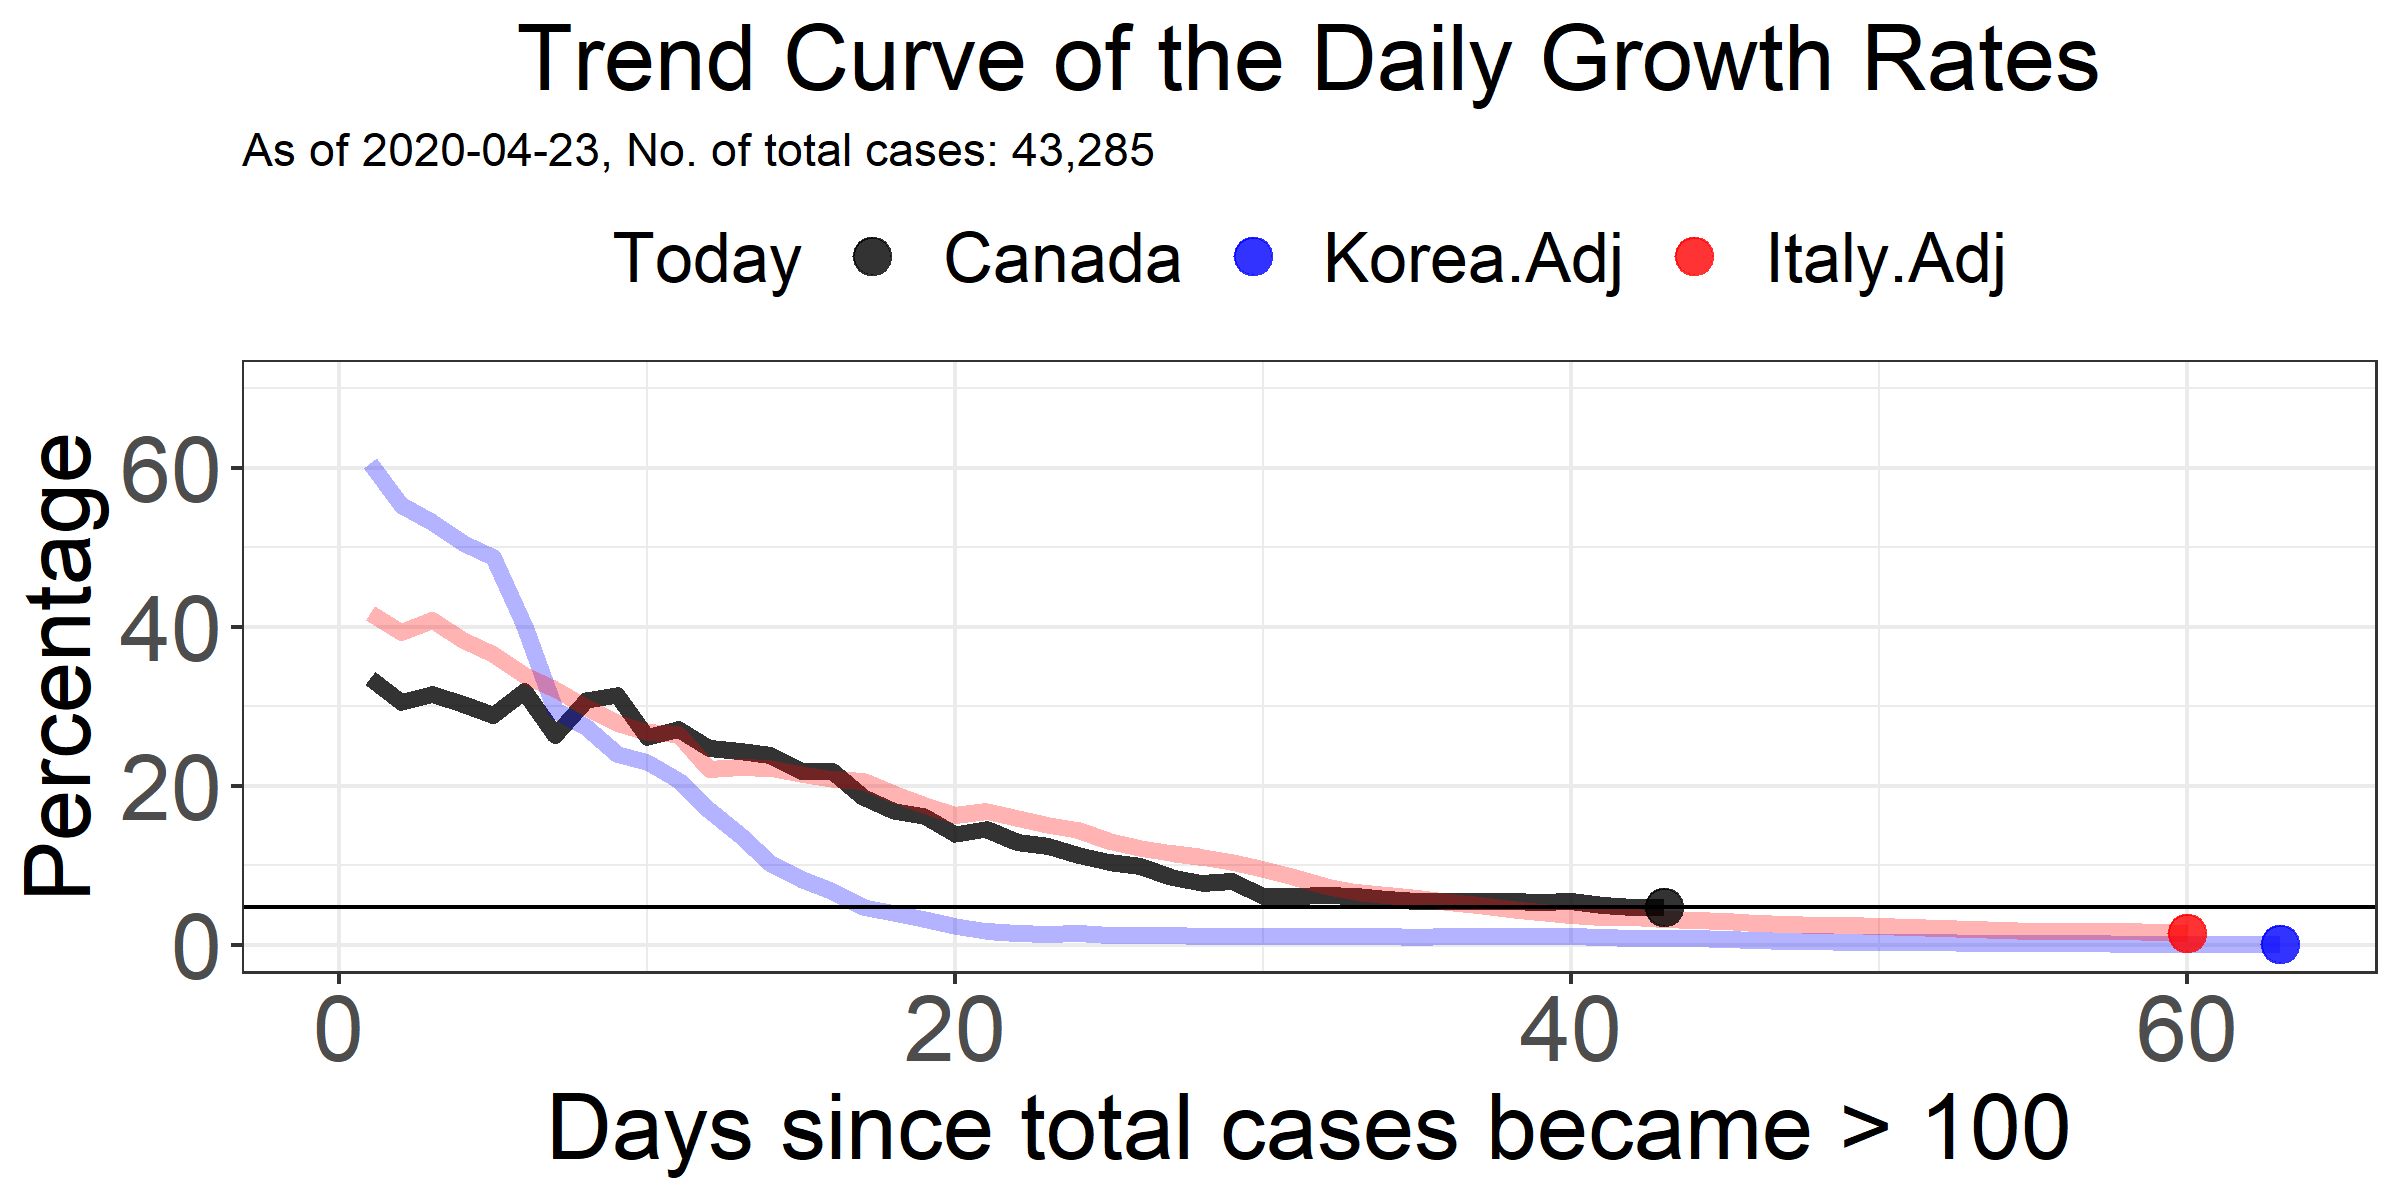 Trend Curve of the Daily Growth Rates
As of 2020-04-23, No. of total cases: 43,285
Today Canada Korea.Adj Italy.Adj
Percentage
60
40
20
0
0 20 40 60
Days since total cases became > 100